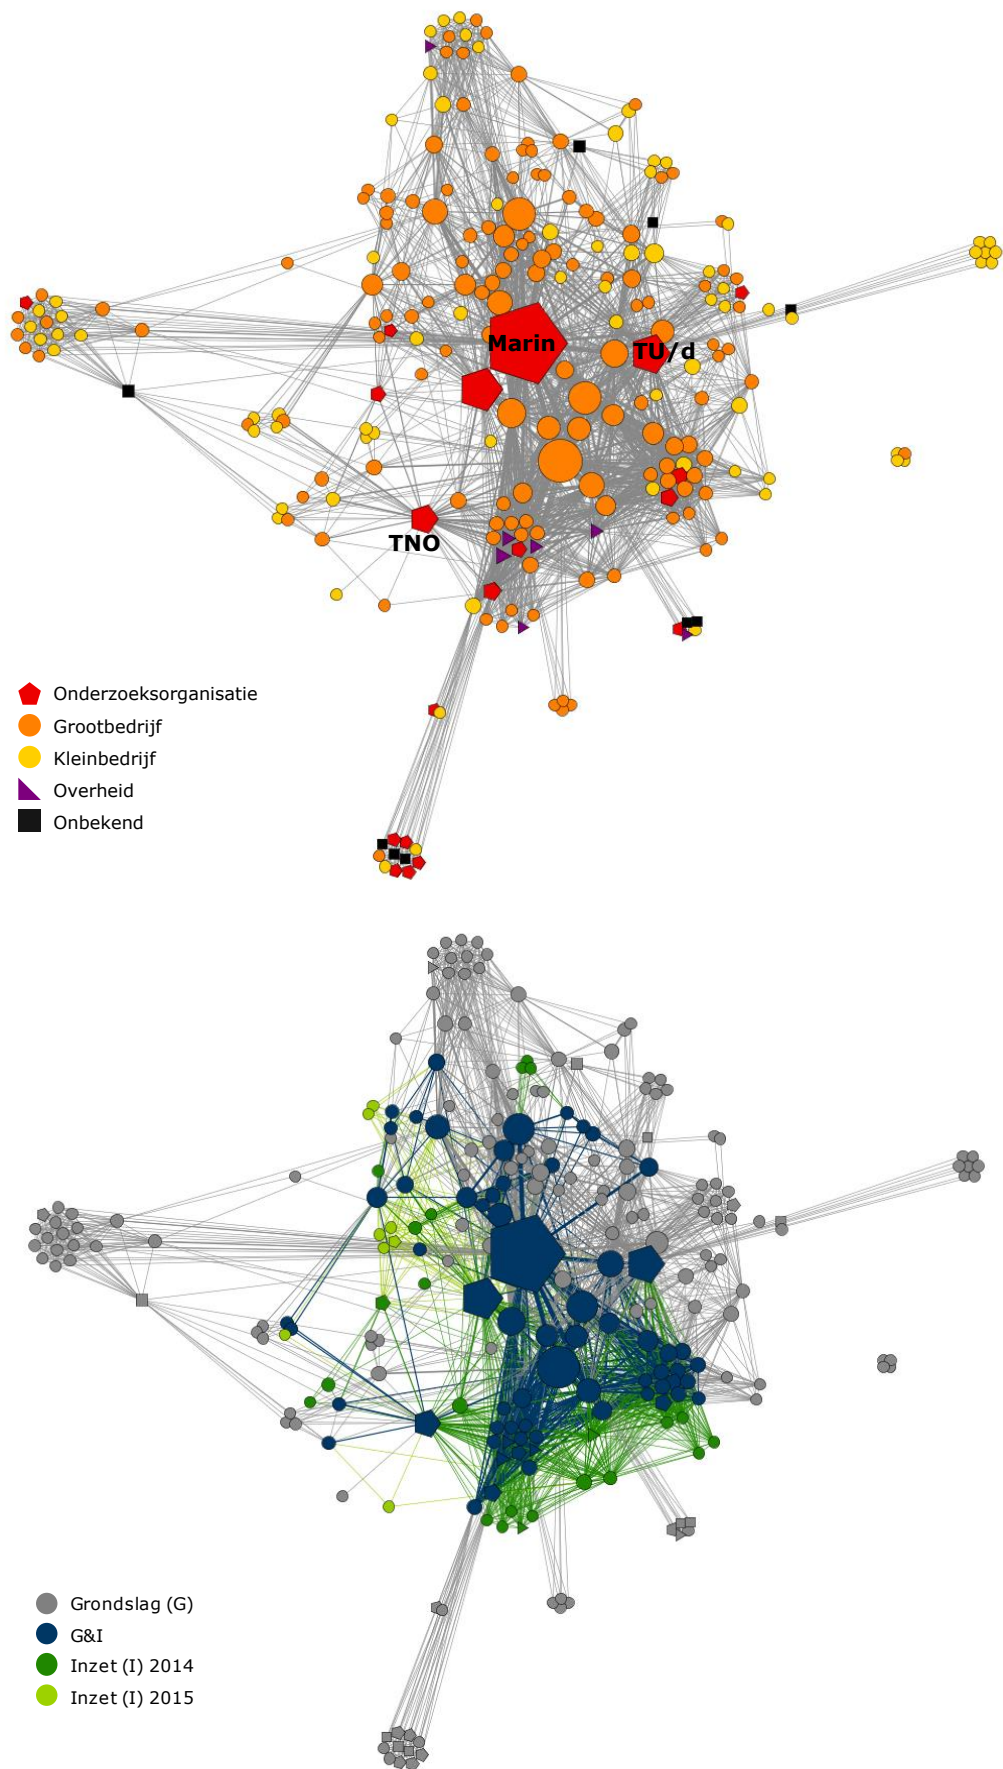 Marin
TU/d
TNO
Onderzoeksorganisatie
Grootbedrijf
Kleinbedrijf
Overheid
Onbekend
Grondslag (G)
G&I
Inzet (I) 2014
Inzet (I) 2015